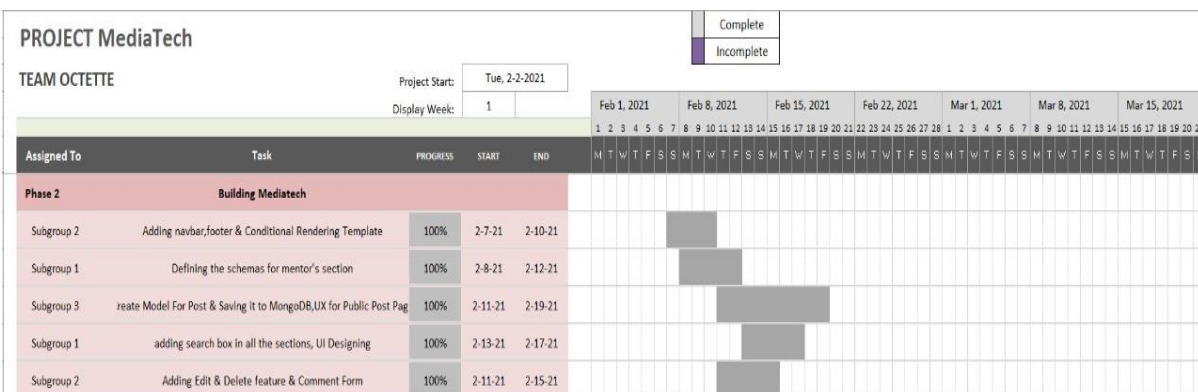 Complete
PROJECT MediaTech
Incomplete
TEAM OCTETTE
Project Start: Tue, 2-2-2021
Display Week: 1
Feb 1, 2021 Feb 8, 2021 Feb 15, 2021 Feb 22, 2021 Mar 1, 2021 Mar 8, 2021 Mar 15, 2021
1 2 3 4 5 6 7 8 9 10 11 12 13 14 15 16 17 18 19 20 21 22 23 24 25 26 27 28 1 2 3 4 5 6 7 8 9 10 11 12 13 14 15 16 17 18 19 20
Assigned To Task PROGRESS START END M T W T F S S M T W T F S S M T W T F S S M T W T F S S M T W T F S S M T W T F S S M T W T F S
Phase 2 Building Mediatech
Subgroup 2 Adding navbar,footer & Conditional Rendering Template 100% 2-7-21 2-10-21
Subgroup 1 Defining the schemas for mentor's section 100% 2-8-21 2-12-21
Subgroup 3 reate Model For Post & Saving it to MongoDB,UX for Public Post Pag 100% 2-11-21 2-19-21
Subgroup 1 adding search box in all the sections, UI Designing 100% 2-13-21 2-17-21
Subgroup 2 Adding Edit & Delete feature & Comment Form 100% 2-11-21 2-15-21